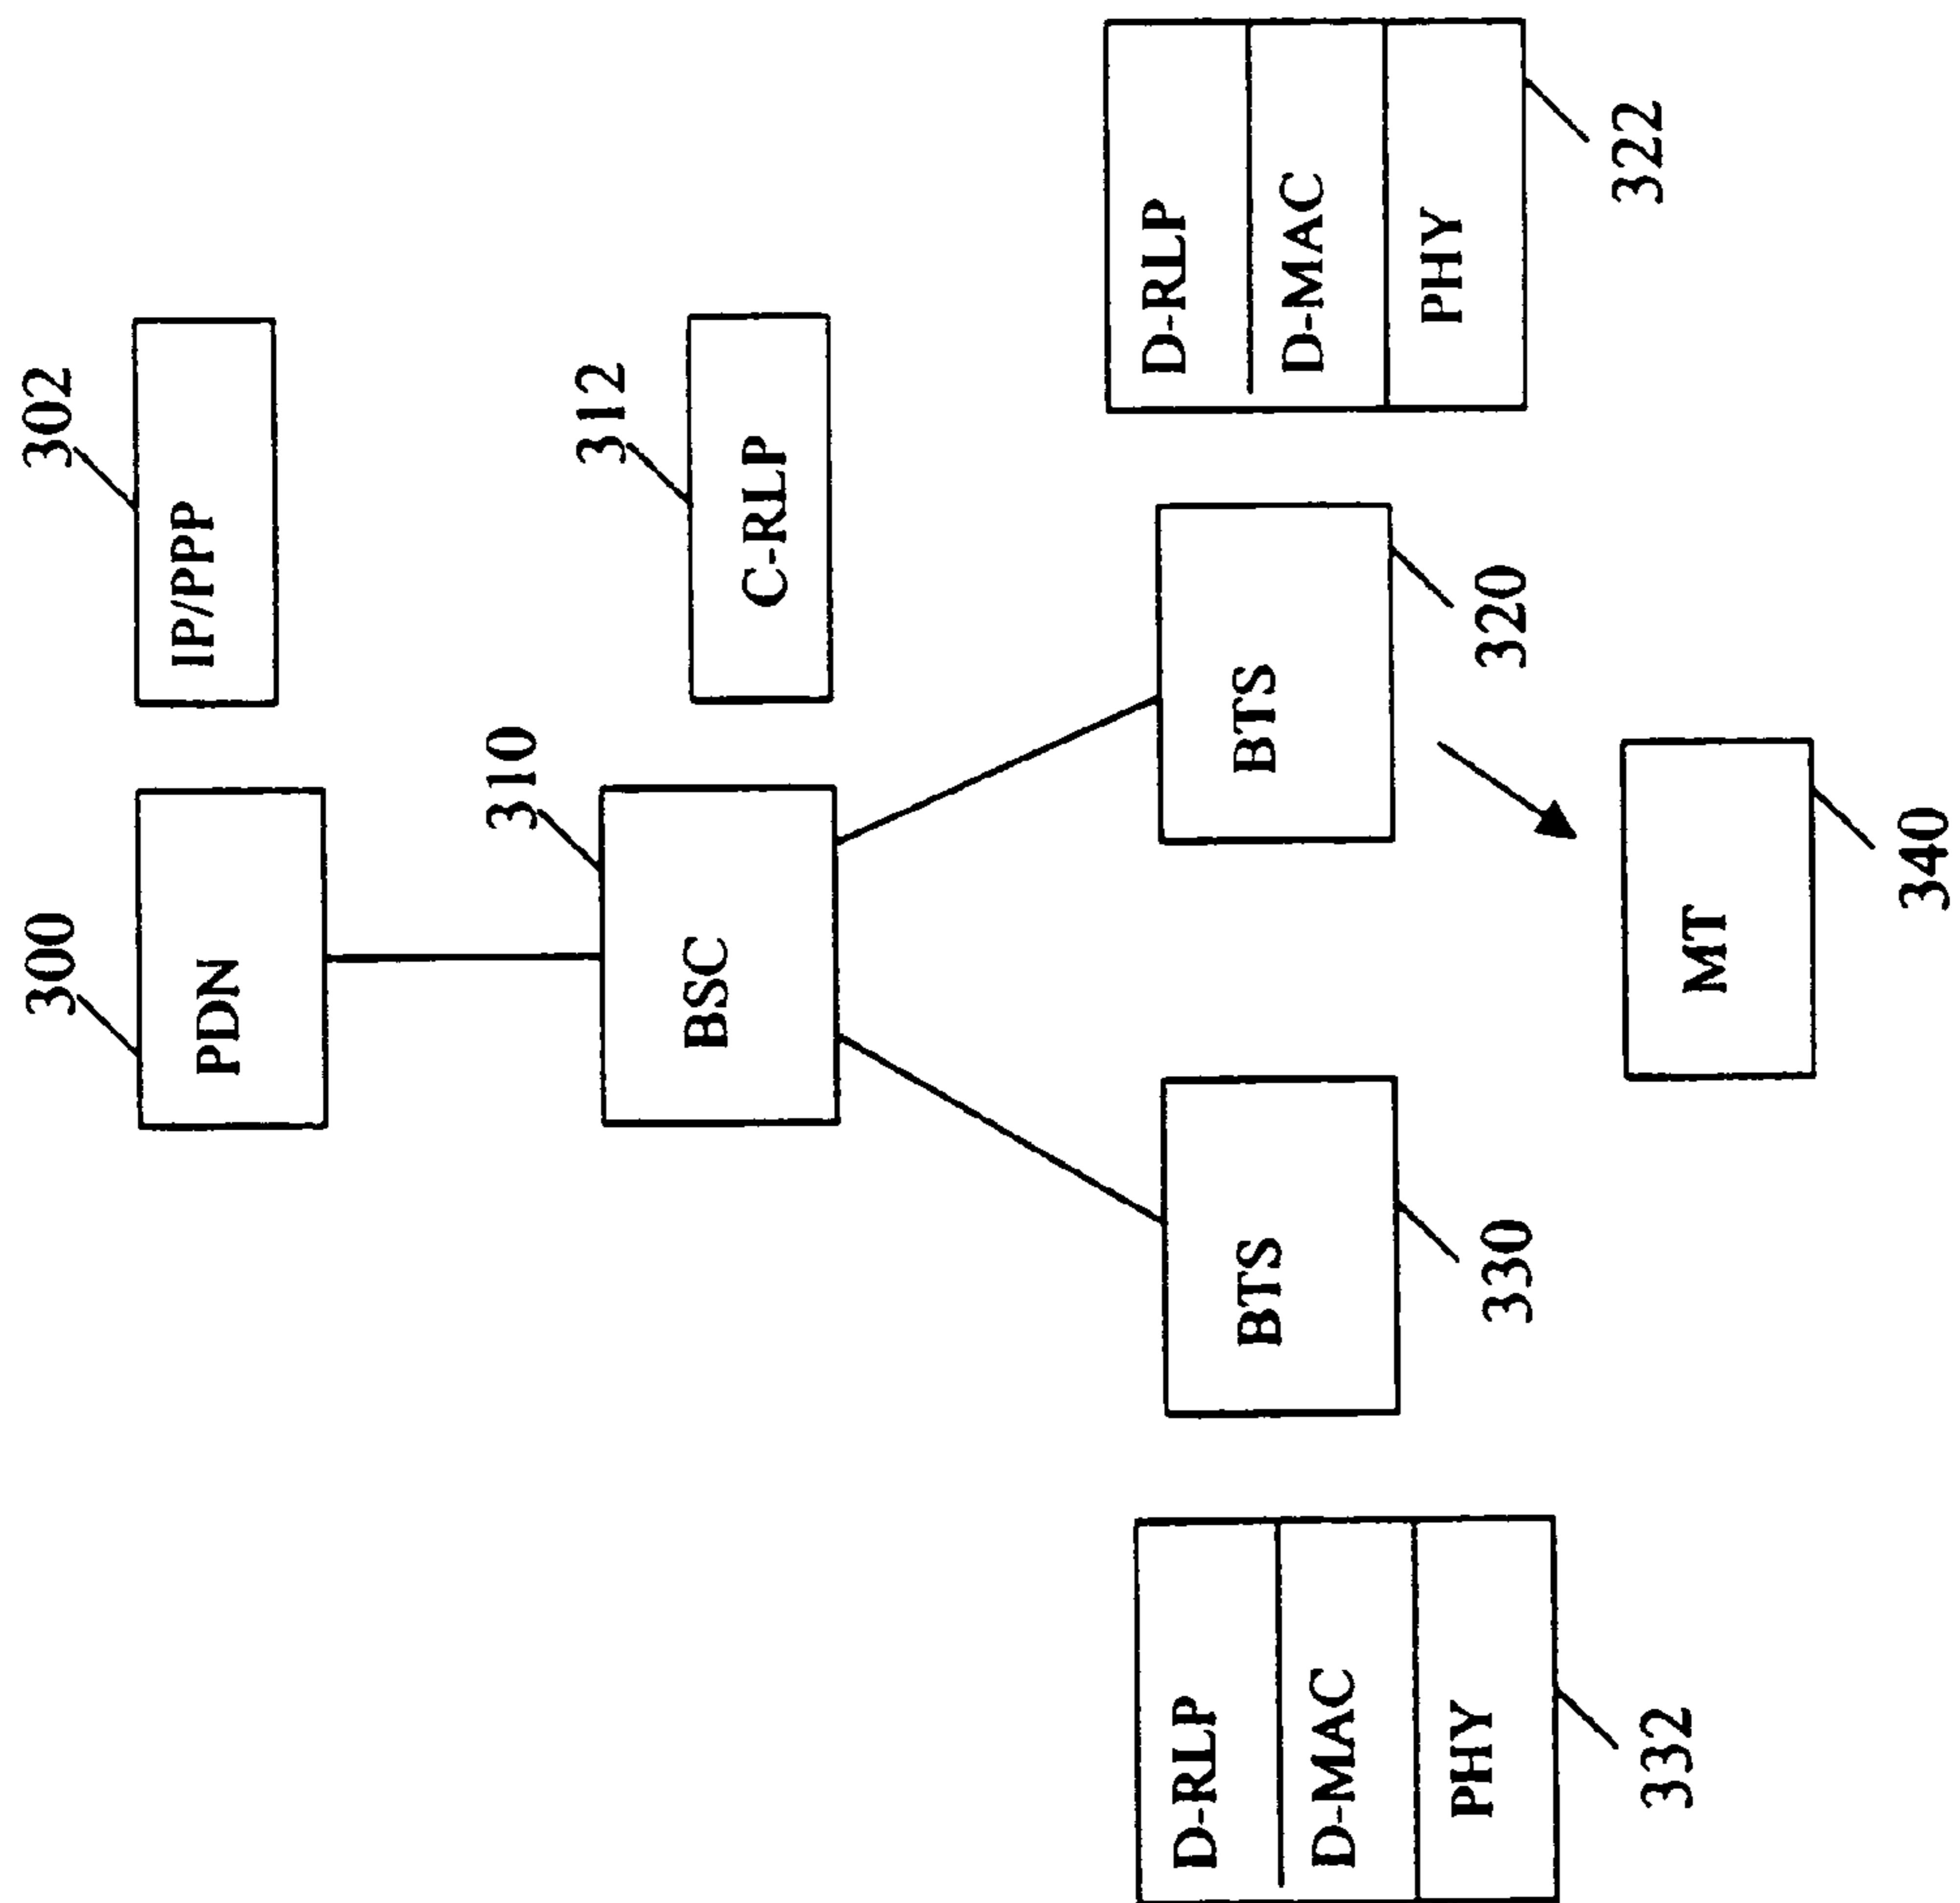 300
302
PDN
IP/PPP
310
312
BSC
C-RLP
D-RLP
D-MAC
PHY
332
BTS
330
BTS
320
D-RLP
D-MAC
PHY
322
MT
340